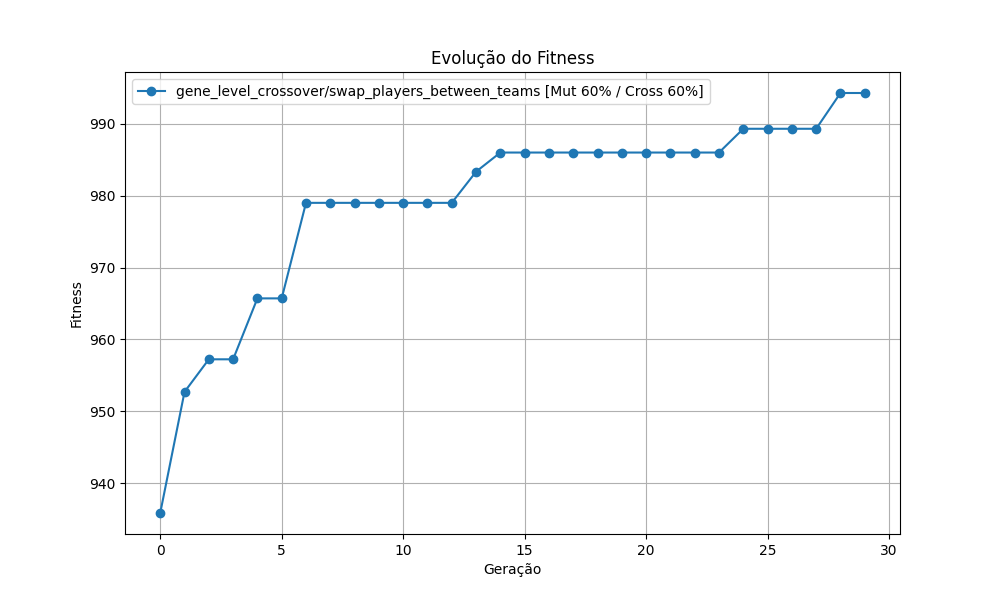 Evolução do Fitness
gene_level_crossover/swap_players_between_teams [Mut 60% / Cross 60%]
990
980
970
960
950
940
Fitness
0 5 10 15 20 25 30
Geração